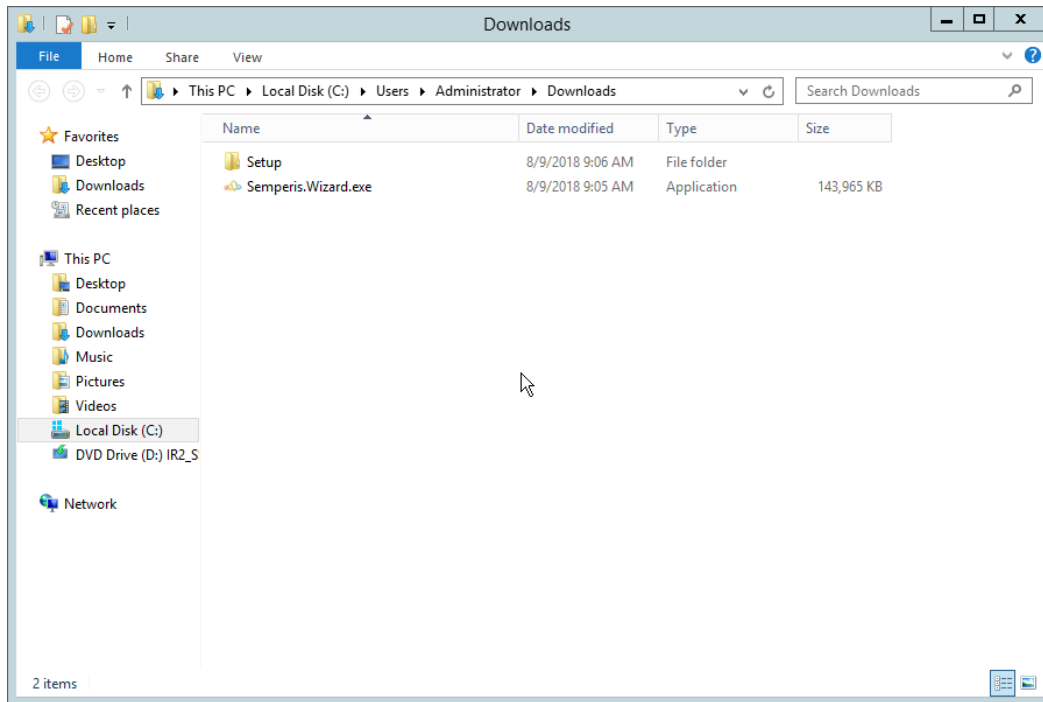 Downloads
File Home Share View
This PC Local Disk (C:) Users Administrator Downloads
Search Downloads
Name Date modified Type Size
Setup 8/9/2018 9:06 AM File folder
Semperis.Wizard.exe 8/9/2018 9:05 AM Application 143,965 KB
Favorites
Desktop
Downloads
Recent places
This PC
Desktop
Documents
Downloads
Music
Pictures
Videos
Local Disk (C:)
DVD Drive (D:) IR2_S
Network
2 items